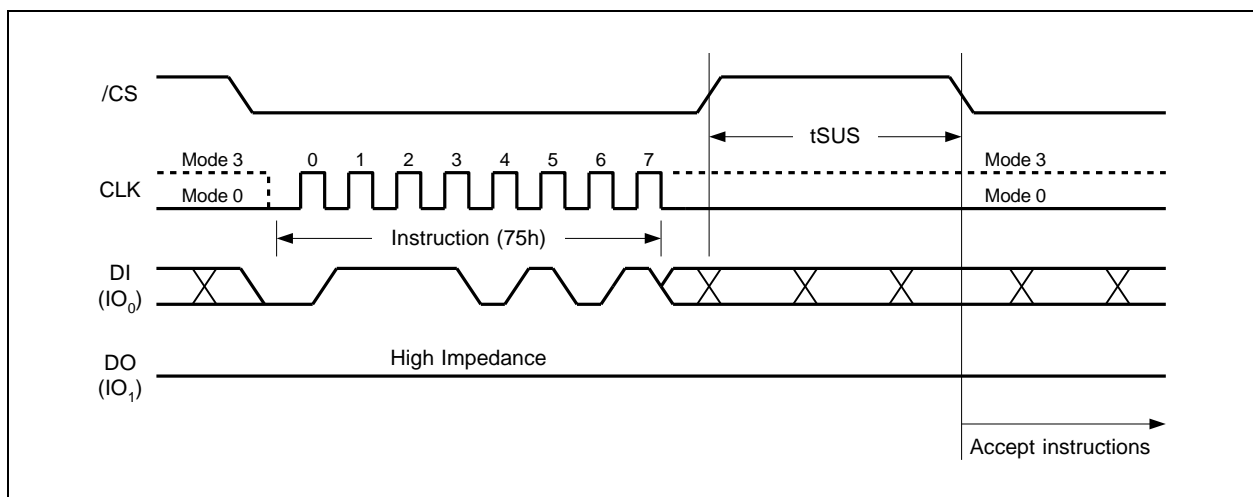 /CS
tSUS
Mode 3 0 1 2 3 4 5 6 7 Mode 3
CLK
Mode 0 Mode 0
Instruction (75h)
DI
(IO₀)
High Impedance
DO
(IO₁)
Accept instructions